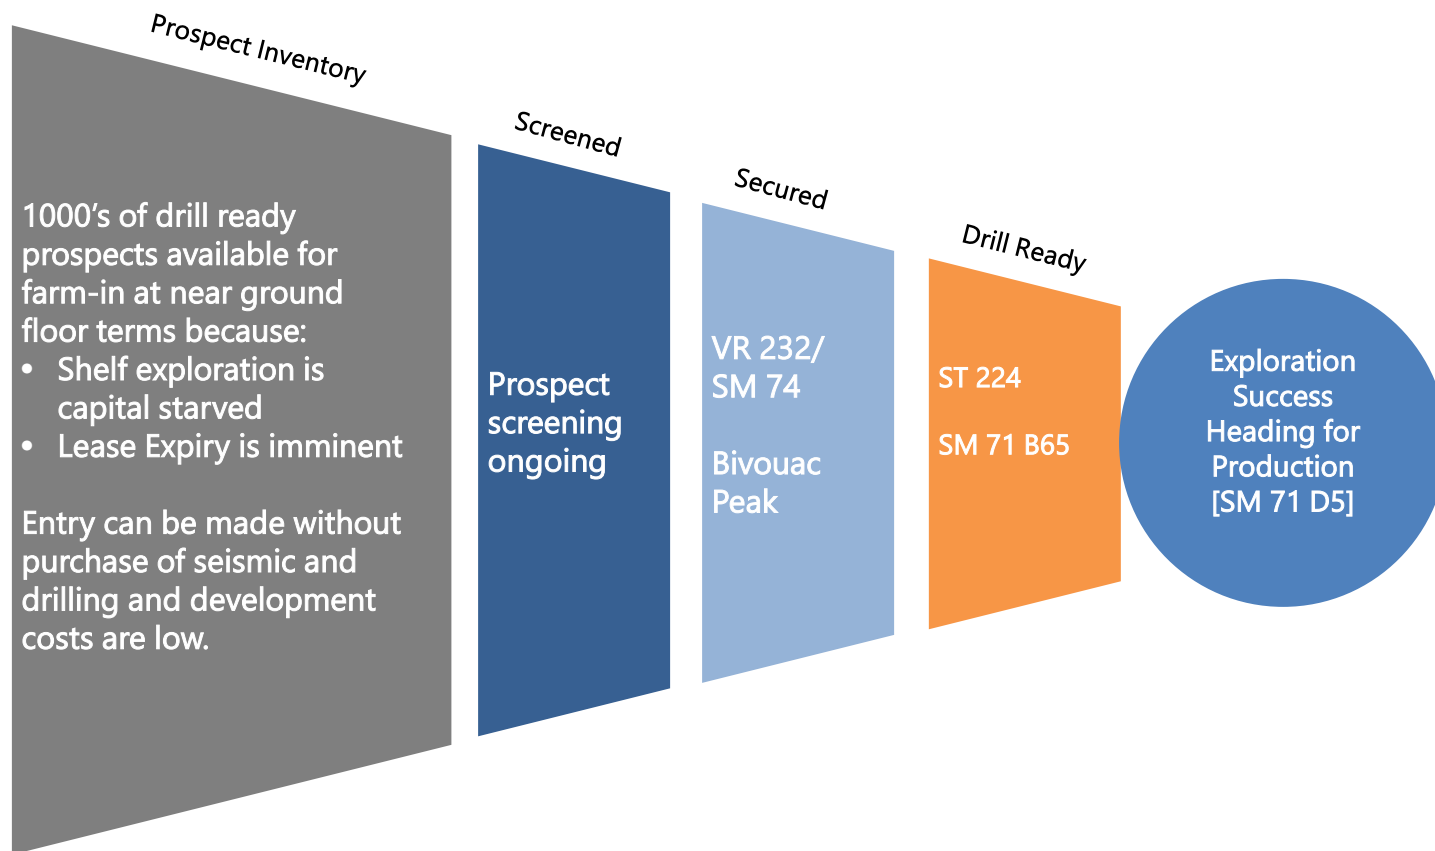 Prospect Inventory
1000’s of drill ready
prospects available for
farm-in at near ground
floor terms because:
• Shelf exploration is
capital starved
• Lease Expiry is imminent
Entry can be made without
purchase of seismic and
drilling and development
costs are low.
Screened
Prospect
screening
ongoing
Secured
VR 232/
SM 74
Bivouac
Peak
Drill Ready
ST 224
SM 71 B65
Exploration
Success
Heading for
Production
[SM 71 D5]